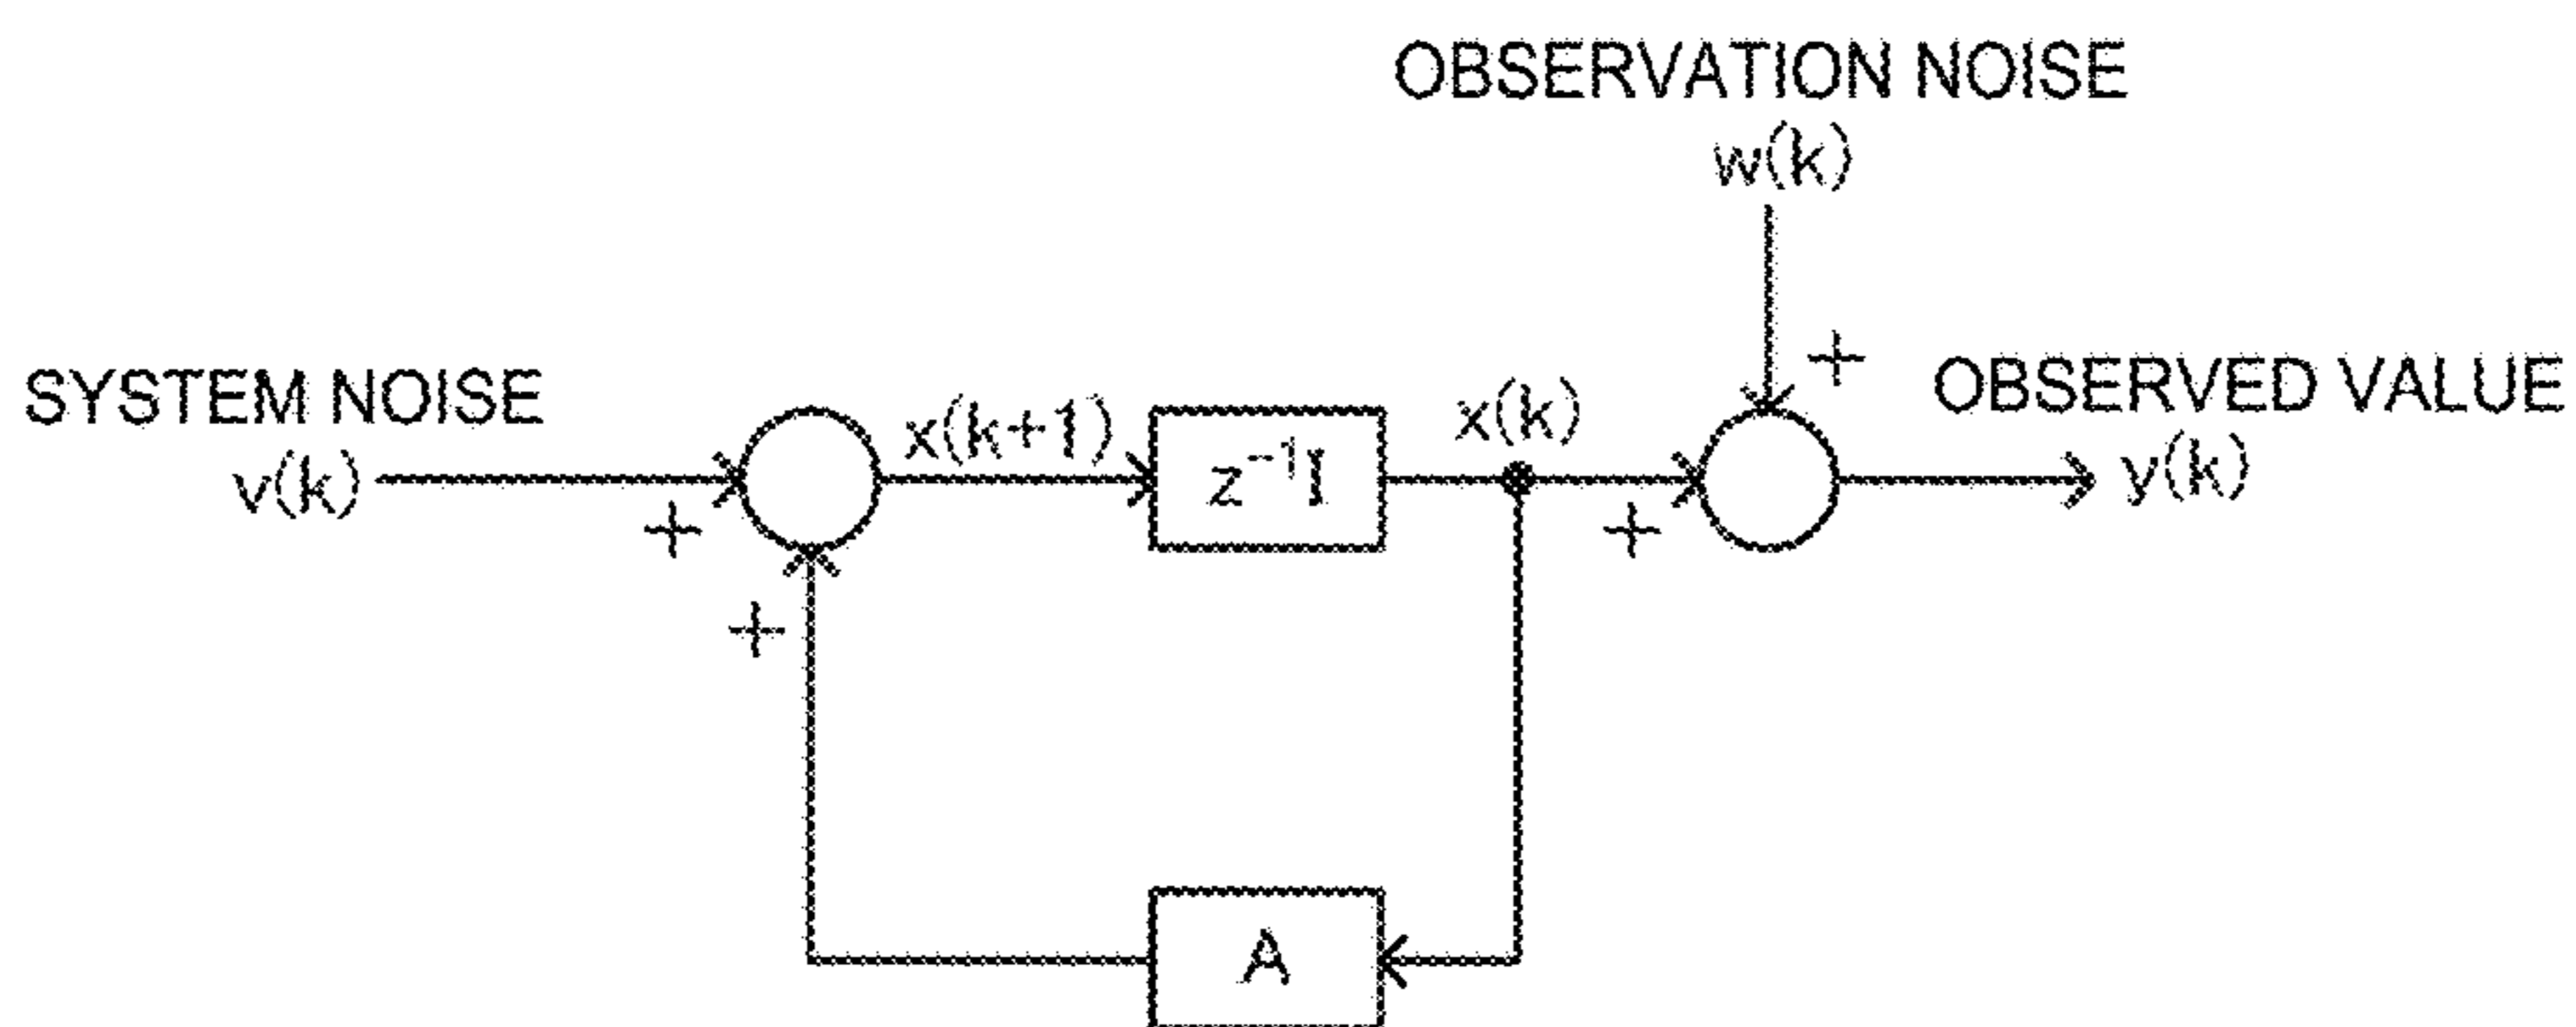 OBSERVATION NOISE
w(k)
+
SYSTEM NOISE
v(k)
+
+
x(k+1)
z⁻¹I
x(k)
+
OBSERVED VALUE
y(k)
A